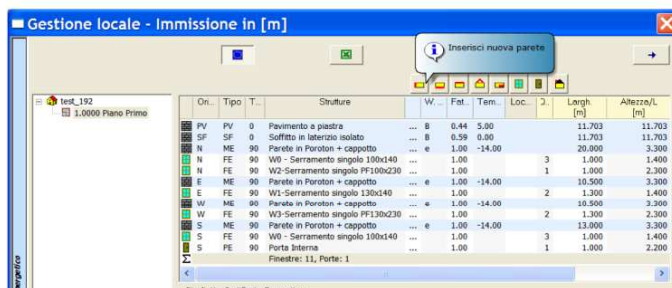 Gestione locale - Immissione in [m]
Inserisci nuova parete
test_192
1.0000 Piano Primo
Ori... Tipo T... Strutture W... Fat... Tem... Loc... Largh [m] Altezza/L [m]
PV PV 0 Pavimento a piastra ... B 0.44 5.00 11.703 11.703
SF SF 0 Soffitto in laterizio isolato ... B 0.59 0.00 11.703 11.703
N ME 90 Parete in Poroton + cappotto ... e 1.00 -14.00 20.000 3.300
N FE 90 W0 - Serramento singolo 100x140 ... 1.00 3 1.000 1.400
N FE 90 W2-Serramento singolo PF100x230 ... 1.00 1 1.000 2.300
E ME 90 Parete in Poroton + cappotto ... e 1.00 -14.00 10.500 3.300
E FE 90 W1-Serramento singolo 130x140 ... 1.00 2 1.300 1.400
W ME 90 Parete in Poroton + cappotto ... e 1.00 -14.00 10.500 3.300
W FE 90 W3-Serramento singolo PF130x230 ... 1.00 2 1.300 2.300
S ME 90 Parete in Poroton + cappotto ... e 1.00 -14.00 13.000 3.300
S FE 90 W0 - Serramento singolo 100x140 ... 1.00 3 1.000 1.400
S PE 90 Porta Interna ... 1.00 1 1.000 2.200
Σ Finestre: 11, Porte: 1
ergetico